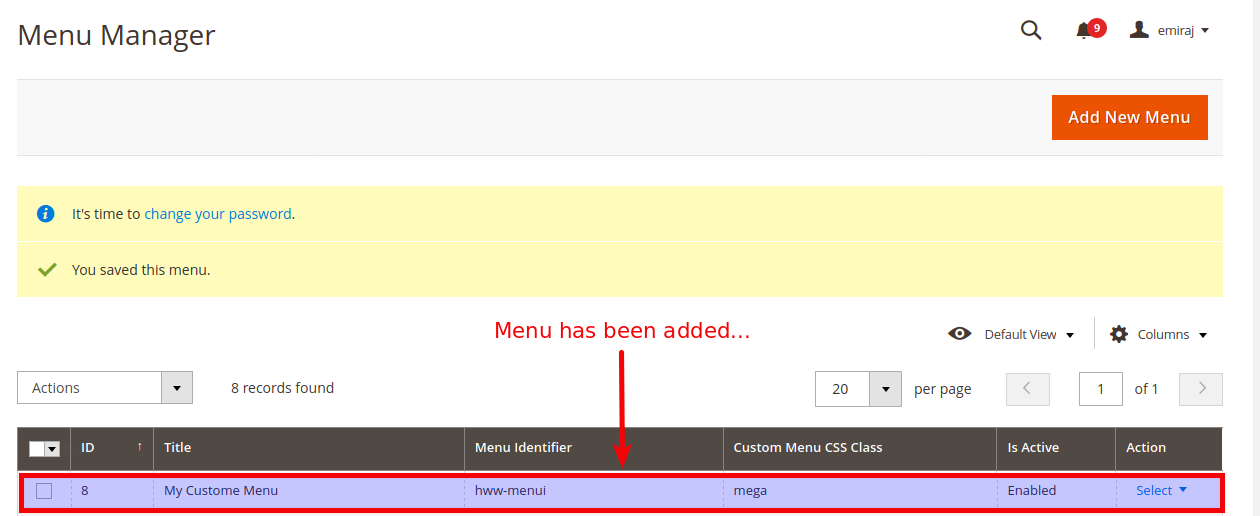 Menu Manager
9
emiraj
Add New Menu
It's time to change your password.
You saved this menu.
Menu has been added...
Default View
Columns
Actions
8 records found
20
per page
1
of 1
ID ↑ Title Menu Identifier Custom Menu CSS Class Is Active Action
8 My Custome Menu hww-menui mega Enabled Select